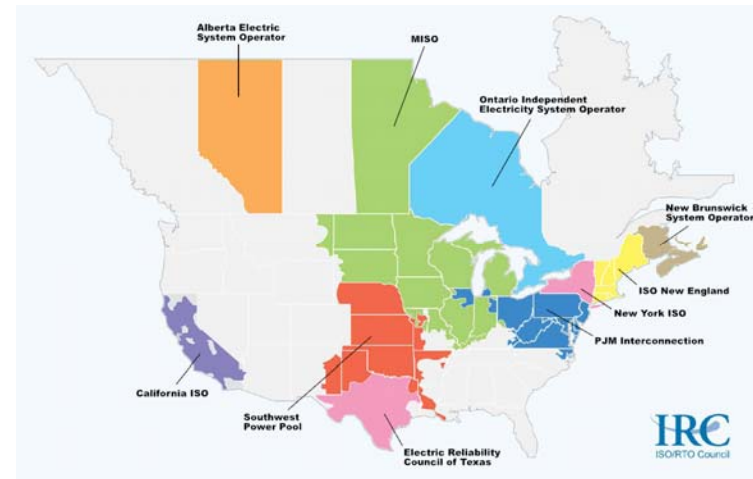 Alberta Electric
System Operator
MISO
Ontario Independent
Electricity System Operator
New Brunswick
System Operator
ISO New England
New York ISO
PJM Interconnection
California ISO
Southwest
Power Pool
Electric Reliability
Council of Texas
IRC
ISO/RTO Council